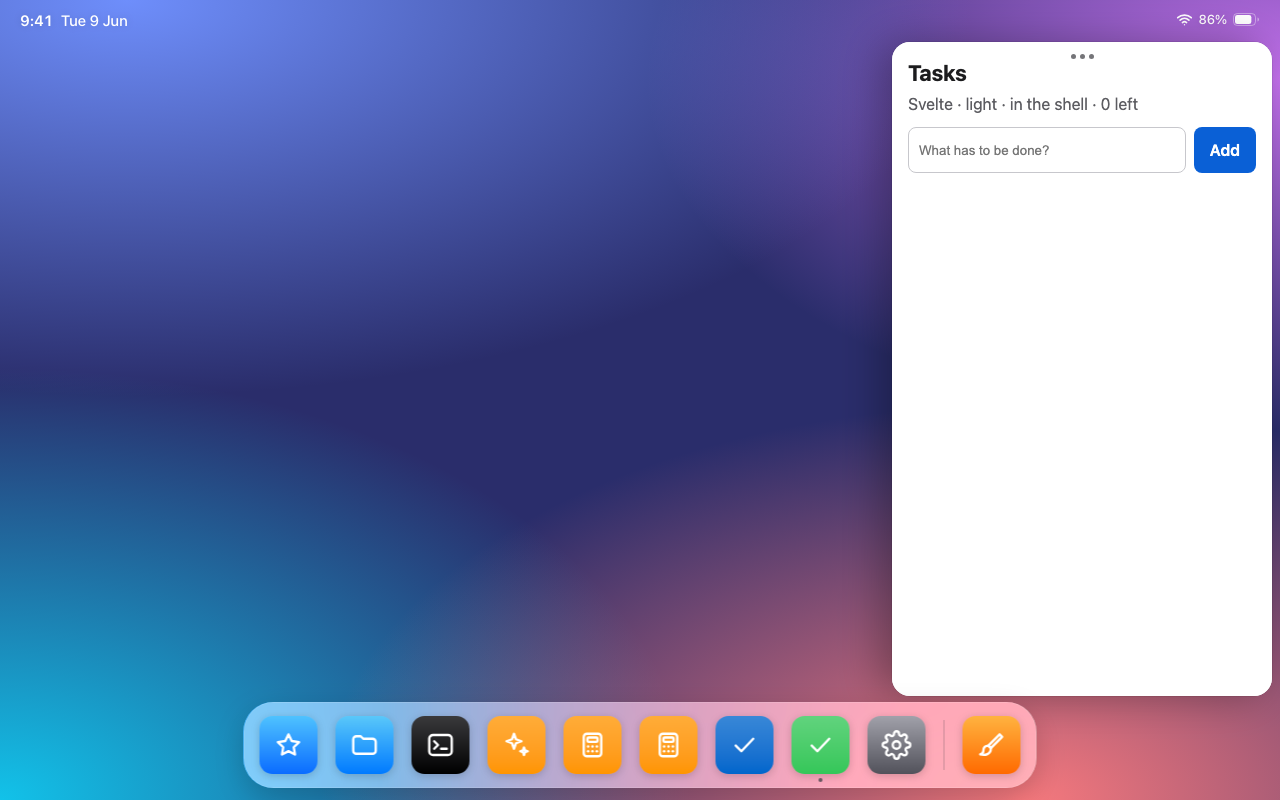 9:41 Tue 9 Jun
86%
Tasks
Svelte · light · in the shell · 0 left
What has to be done?
Add